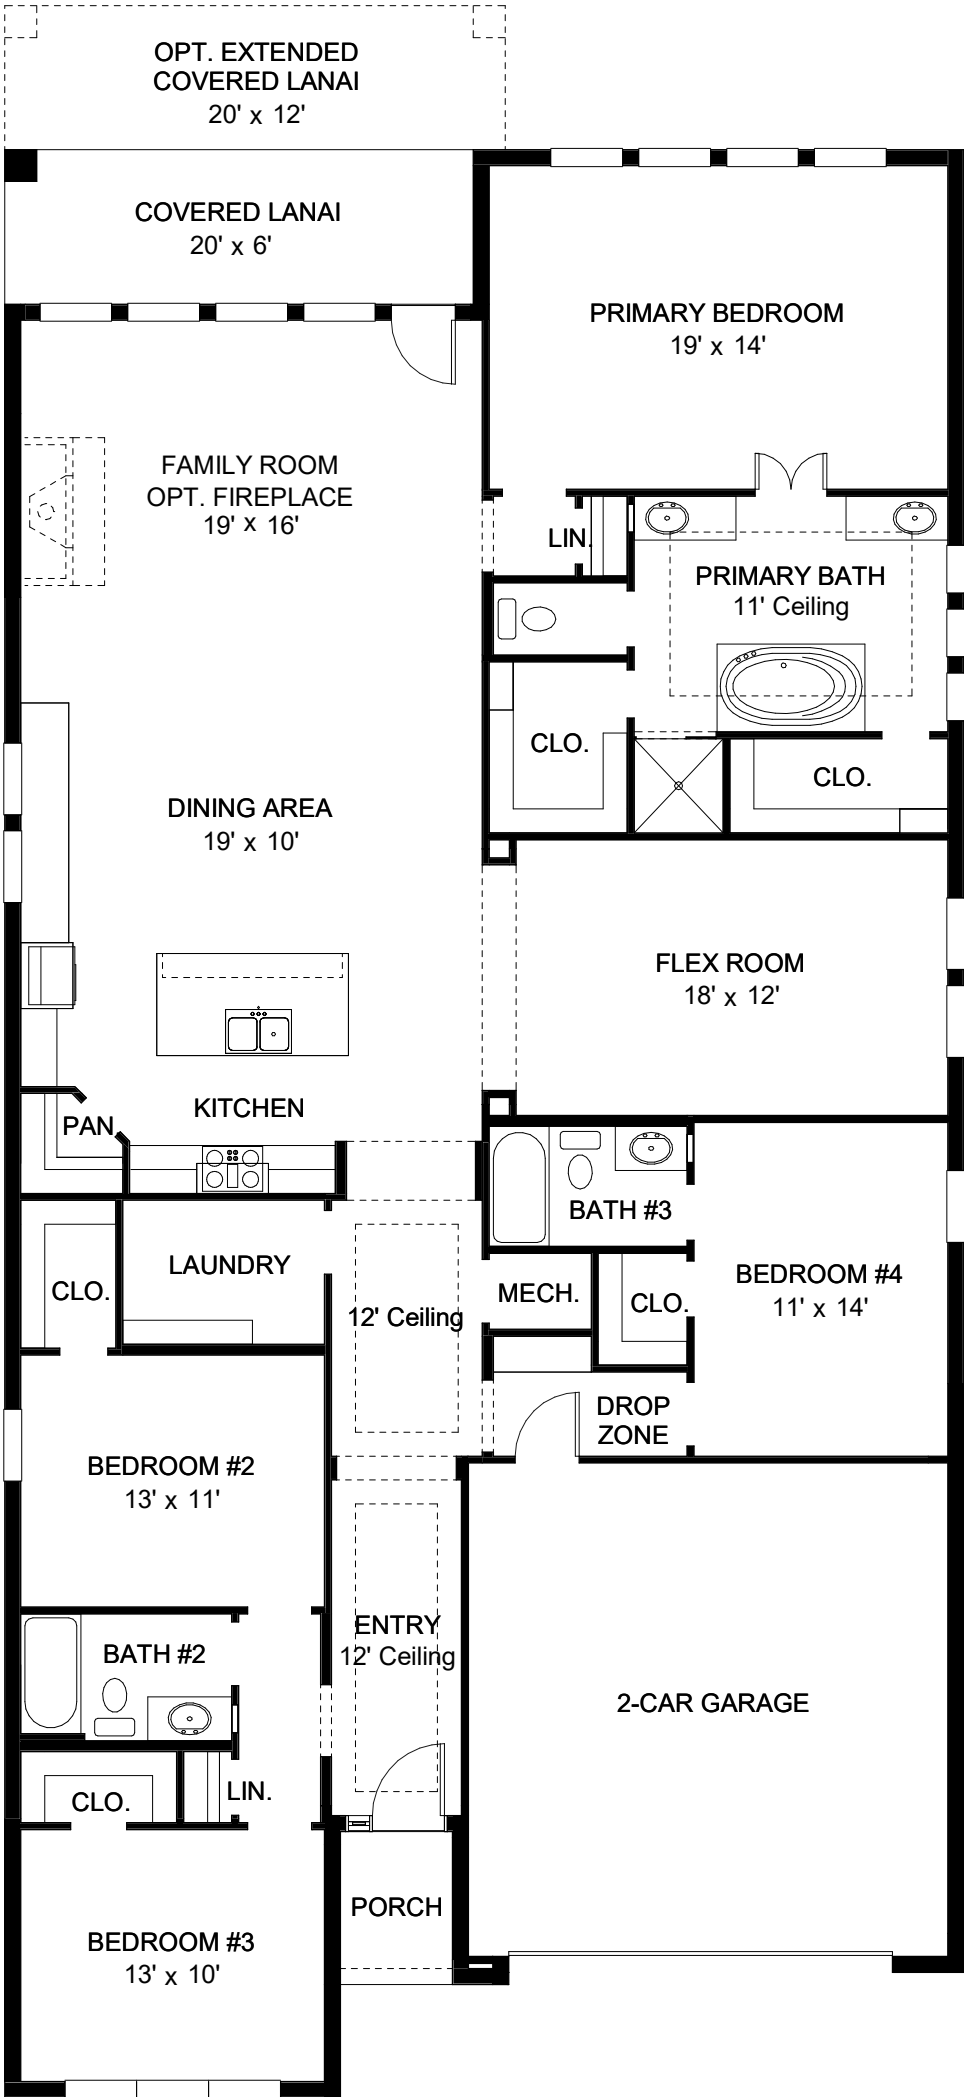 OPT. EXTENDED
COVERED LANAI
20' x 12'
COVERED LANAI
20' x 6'
PRIMARY BEDROOM
19' x 14'
FAMILY ROOM
OPT. FIREPLACE
19' x 16'
LIN.
PRIMARY BATH
11' Ceiling
CLO.
CLO.
DINING AREA
19' x 10'
FLEX ROOM
18' x 12'
KITCHEN
PAN.
BATH #3
LAUNDRY
CLO.
12' Ceiling
MECH.
CLO.
BEDROOM #4
11' x 14'
DROP
ZONE
BEDROOM #2
13' x 11'
ENTRY
12' Ceiling
BATH #2
2-CAR GARAGE
CLO.
LIN.
PORCH
BEDROOM #3
13' x 10'